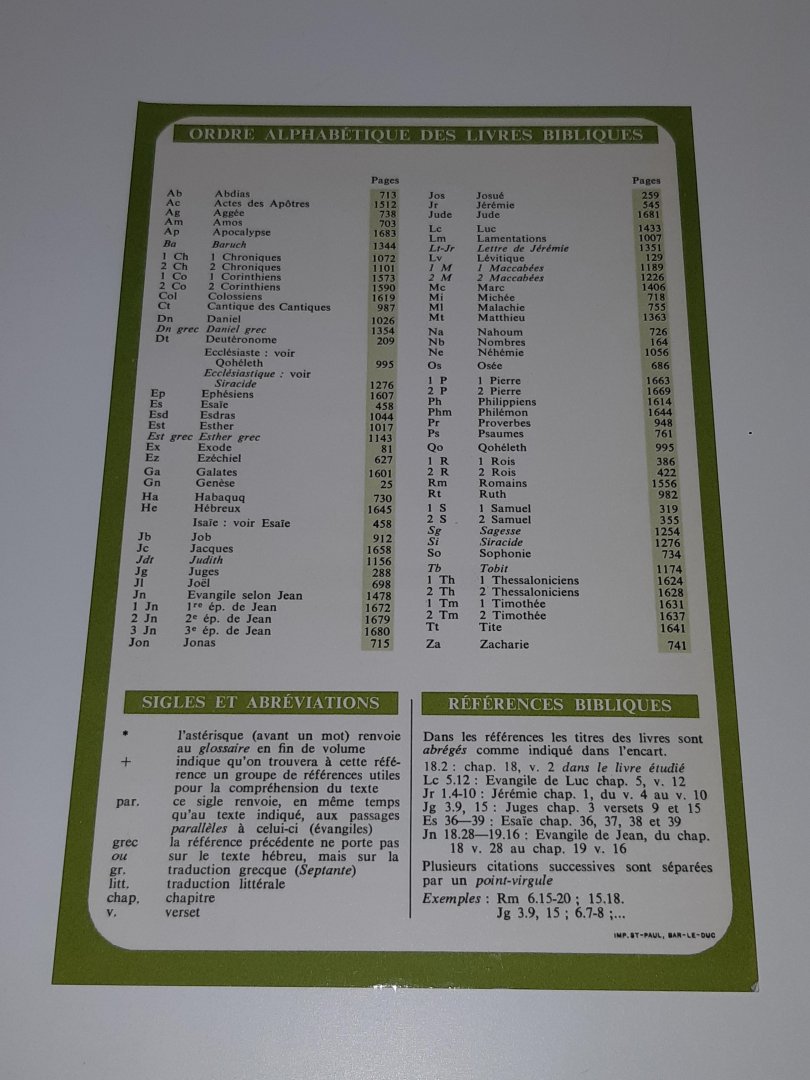 ORDRE ALPHABÉTIQUE DES LIVRES BIBLIQUES
Pages
Ab Abdias 713
Ac Actes des Apôtres 1512
Ag Aggée 738
Am Amos 703
Ap Apocalypse 1683
Ba Baruch 1344
1 Ch 1 Chroniques 1072
2 Ch 2 Chroniques 1101
1 Co 1 Corinthiens 1573
2 Co 2 Corinthiens 1590
Col Colossiens 1619
Ct Cantique des Cantiques 987
Dn Daniel 1026
Dn grec Daniel grec 1354
Dt Deutéronome 209
Ecclésiaste : voir
Qohéleth 995
Ecclésiastique : voir
Siracide 1276
Ep Ephésiens 1607
Es Esaïe 458
Esd Esdras 1044
Est Esther 1017
Est grec Esther grec 1143
Ex Exode 81
Ez Ezéchiel 627
Ga Galates 1601
Gn Genèse 25
Ha Habaquq 730
He Hébreux 1645
Isaïe : voir Esaïe 458
Jb Job 912
Jc Jacques 1658
Jdt Judith 1156
Jg Juges 288
Jl Joël 698
Jn Evangile selon Jean 1478
1 Jn 1re ép. de Jean 1672
2 Jn 2e ép. de Jean 1679
3 Jn 3e ép. de Jean 1680
Jon Jonas 715
Pages
Jos Josué 259
Jr Jérémie 545
Jude Jude 1681
Lc Luc 1433
Lm Lamentations 1007
Lt-Jr Lettre de Jérémie 1351
Lv Lévitique 129
1 M 1 Maccabées 1189
2 M 2 Maccabées 1226
Mc Marc 1406
Mi Michée 718
Ml Malachie 755
Mt Matthieu 1363
Na Nahoum 726
Nb Nombres 164
Ne Néhémie 1056
Os Osée 686
1 P 1 Pierre 1663
2 P 2 Pierre 1669
Ph Philippiens 1614
Phm Philémon 1644
Pr Proverbes 948
Ps Psaumes 761
Qo Qohéleth 995
1 R 1 Rois 386
2 R 2 Rois 422
Rm Romains 1556
Rt Ruth 982
1 S 1 Samuel 319
2 S 2 Samuel 355
Sg Sagesse 1254
Si Siracide 1276
So Sophonie 734
Tb Tobit 1174
1 Th 1 Thessaloniciens 1624
2 Th 2 Thessaloniciens 1628
1 Tm 1 Timothée 1631
2 Tm 2 Timothée 1637
Tt Tite 1641
Za Zacharie 741
SIGLES ET ABRÉVIATIONS
* l'astérisque (avant un mot) renvoie
au glossaire en fin de volume
+ indique qu'on trouvera à cette réfé-
rence un groupe de références utiles
pour la compréhension du texte
par. ce sigle renvoie, en même temps
qu'au texte indiqué, aux passages
parallèles à celui-ci (évangiles)
grec la référence précédente ne porte pas
ou sur le texte hébreu, mais sur la
gr. traduction grecque (Septante)
litt. traduction littérale
chap. chapitre
v. verset
RÉFÉRENCES BIBLIQUES
Dans les références les titres des livres sont
abrégés comme indiqué dans l'encart.
18.2 : chap. 18, v. 2 dans le livre étudié
Lc 5.12 : Evangile de Luc chap. 5, v. 12
Jr 1.4-10 : Jérémie chap. 1, du v. 4 au v. 10
Jg 3.9, 15 : Juges chap. 3 versets 9 et 15
Es 36—39 : Esaïe chap. 36, 37, 38 et 39
Jn 18.28—19.16 : Evangile de Jean, du chap.
18 v. 28 au chap. 19 v. 16
Plusieurs citations successives sont séparées
par un point-virgule
Exemples : Rm 6.15-20 ; 15.18.
Jg 3.9, 15 ; 6.7-8 ;...
IMP. ST-PAUL, BAR-LE-DUC